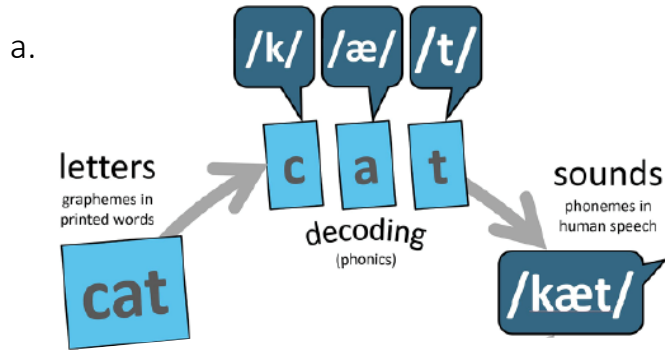 a.
/k/ /æ/ /t/
letters
graphemes in
printed words
cat
c a t
decoding
(phonics)
sounds
phonemes in
human speech
/kæt/